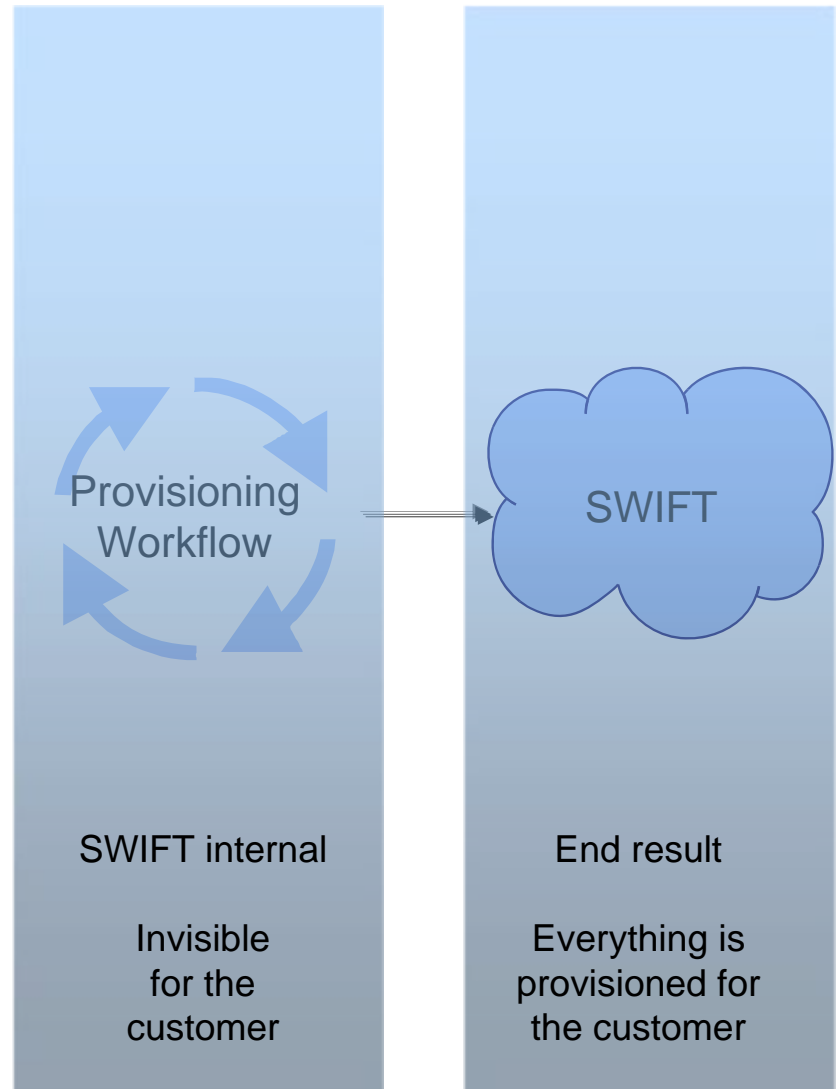 Provisioning
Workflow
SWIFT
SWIFT internal
Invisible
for the
customer
End result
Everything is
provisioned for
the customer